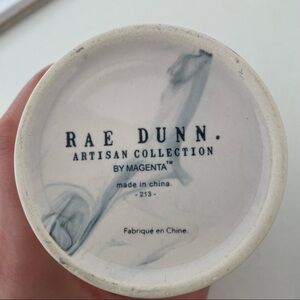 RAE DUNN.
ARTISAN COLLECTION
BY MAGENTA™
made in china.
- 213 -
Fabriqué en Chine.